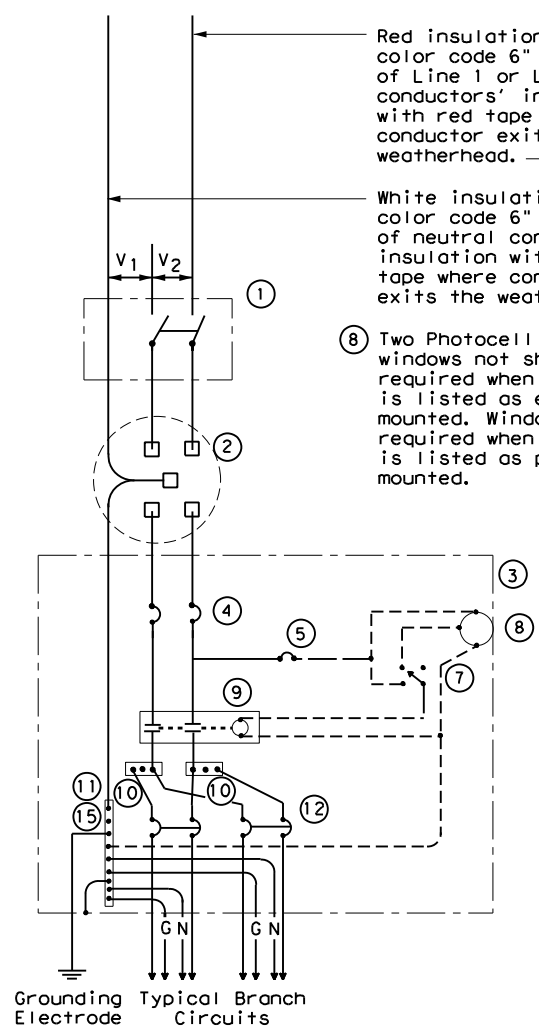 Red insulation
color code 6"
of Line 1 or L
conductors' in
with red tape
conductor exit
weatherhead.
White insulati
color code 6"
of neutral con
insulation wit
tape where con
exits the weat
V1 V2
1
8 Two Photocell
windows not sh
required when
is listed as e
mounted. Windo
required when
is listed as p
mounted.
2
3
4
5
8
7
9
11
10
10
12
15
G N
G N
Grounding
Electrode
Typical Branch
Circuits